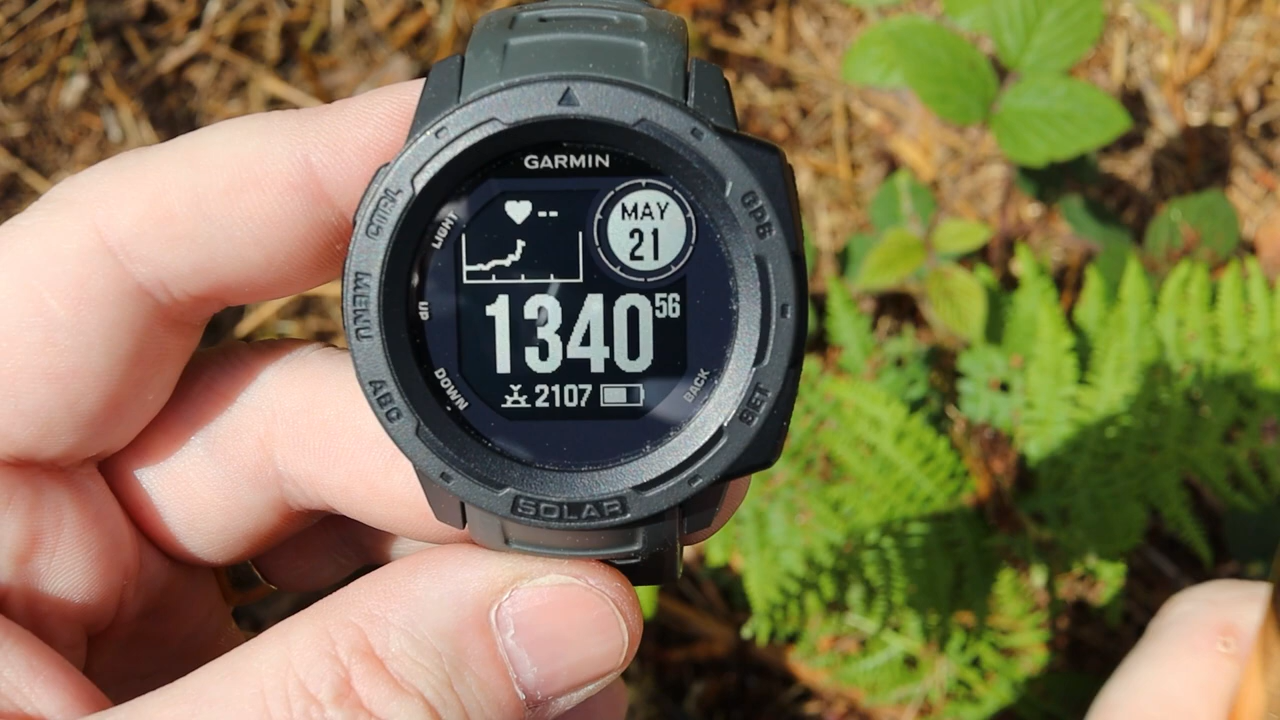 GARMIN
CTRL
LIGHT
GPS
--
MAY
21
MENU
UP
1340 56
ABC
DOWN
2107
BACK
SET
SOLAR